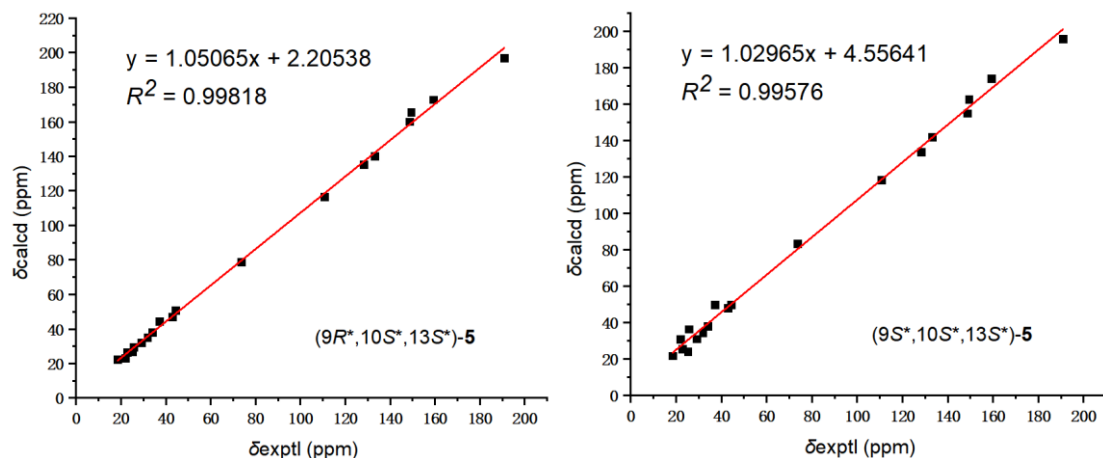 y = 1.05065x + 2.20538
R² = 0.99818
220
200
180
160
140
120
100
80
60
40
20
0
δcalcd (ppm)
(9R*,10S*,13S*)-5
0 20 40 60 80 100 120 140 160 180 200
δexptl (ppm)
y = 1.02965x + 4.55641
R² = 0.99576
200
180
160
140
120
100
80
60
40
20
0
δcalcd (ppm)
(9S*,10S*,13S*)-5
0 20 40 60 80 100 120 140 160 180 200
δexptl (ppm)